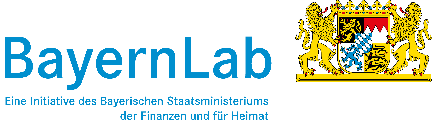 BayernLab
Eine Initiative des Bayerischen Staatsministeriums
der Finanzen und für Heimat